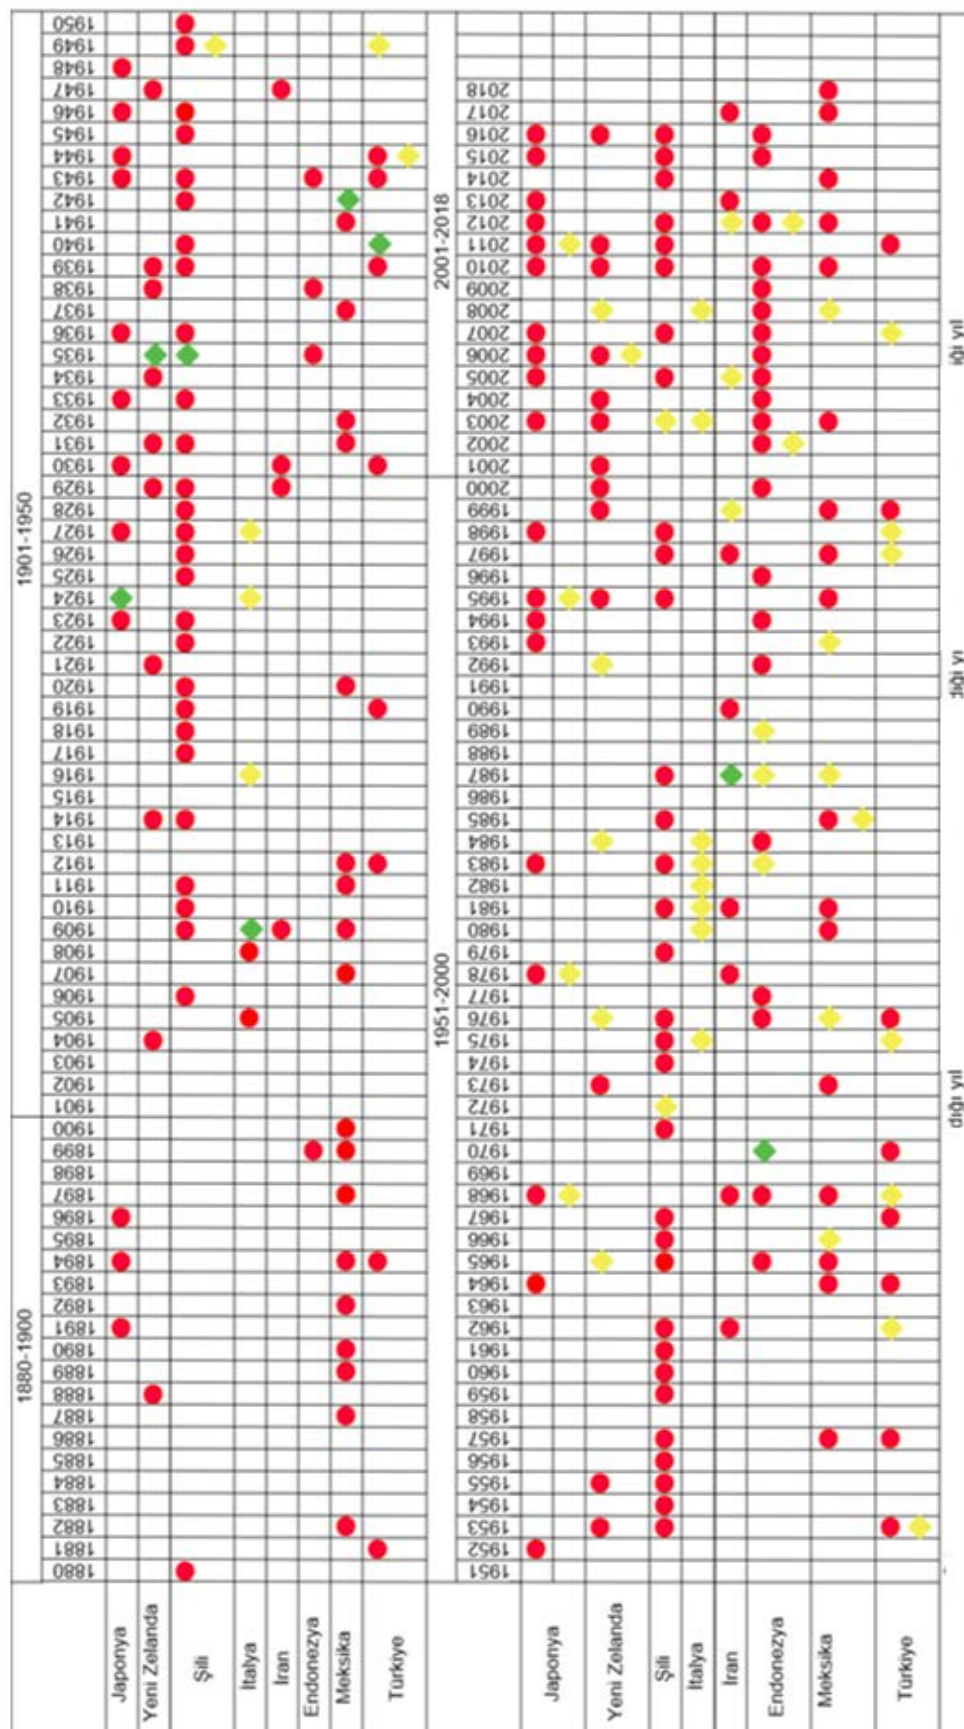 1880-1900 1901-1950
1880 1881 1882 1883 1884 1885 1886 1887 1888 1889 1890 1891 1892 1893 1894 1895 1896 1897 1898 1899 1900 1901 1902 1903 1904 1905 1906 1907 1908 1909 1910 1911 1912 1913 1914 1915 1916 1917 1918 1919 1920 1921 1922 1923 1924 1925 1926 1927 1928 1929 1930 1931 1932 1933 1934 1935 1936 1937 1938 1939 1940 1941 1942 1943 1944 1945 1946 1947 1948 1949 1950
Japonya
Yeni Zelanda
Şili
İtalya
İran
Endonezya
Meksika
Türkiye
1951-2000 2001-2018
1951 1952 1953 1954 1955 1956 1957 1958 1959 1960 1961 1962 1963 1964 1965 1966 1967 1968 1969 1970 1971 1972 1973 1974 1975 1976 1977 1978 1979 1980 1981 1982 1983 1984 1985 1986 1987 1988 1989 1990 1991 1992 1993 1994 1995 1996 1997 1998 1999 2000 2001 2002 2003 2004 2005 2006 2007 2008 2009 2010 2011 2012 2013 2014 2015 2016 2017 2018
Japonya
Yeni Zelanda
Şili
İtalya
İran
Endonezya
Meksika
Türkiye
dığı yıl